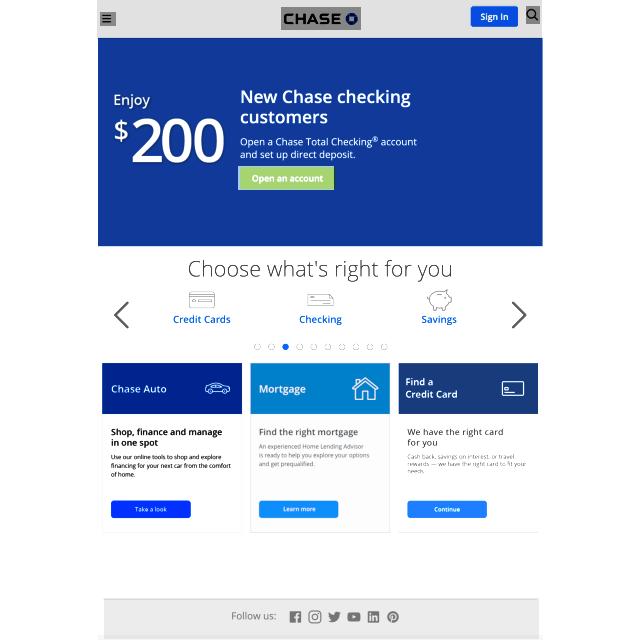 CHASE
Sign In
Enjoy
$200
New Chase checking
customers
Open a Chase Total Checking® account
and set up direct deposit.
Open an account
Choose what's right for you
Credit Cards
Checking
Savings
Chase Auto
Shop, finance and manage
in one spot
Use our online tools to shop and explore
financing for your next car from the comfort
of home.
Take a look
Mortgage
Find the right mortgage
An experienced Home Lending Advisor
is ready to help you explore your options
and get prequalified.
Learn more
Find a
Credit Card
We have the right card
for you
Cash back, savings on interest, or travel
rewards — we have the right card to fit your
needs.
Continue
Follow us: